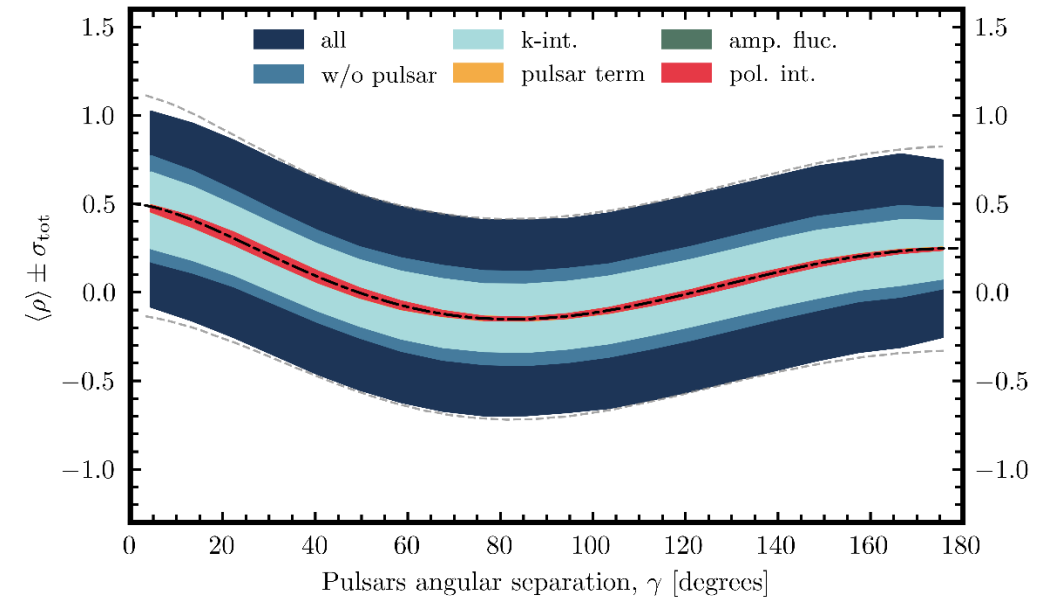 all
k-int.
amp. fluc.
w/o pulsar
pulsar term
pol. int.
1.5
1.0
0.5
0.0
−0.5
−1.0
⟨ρ⟩ ± σtot
1.5
1.0
0.5
0.0
−0.5
−1.0
0 20 40 60 80 100 120 140 160 180
Pulsars angular separation, γ [degrees]